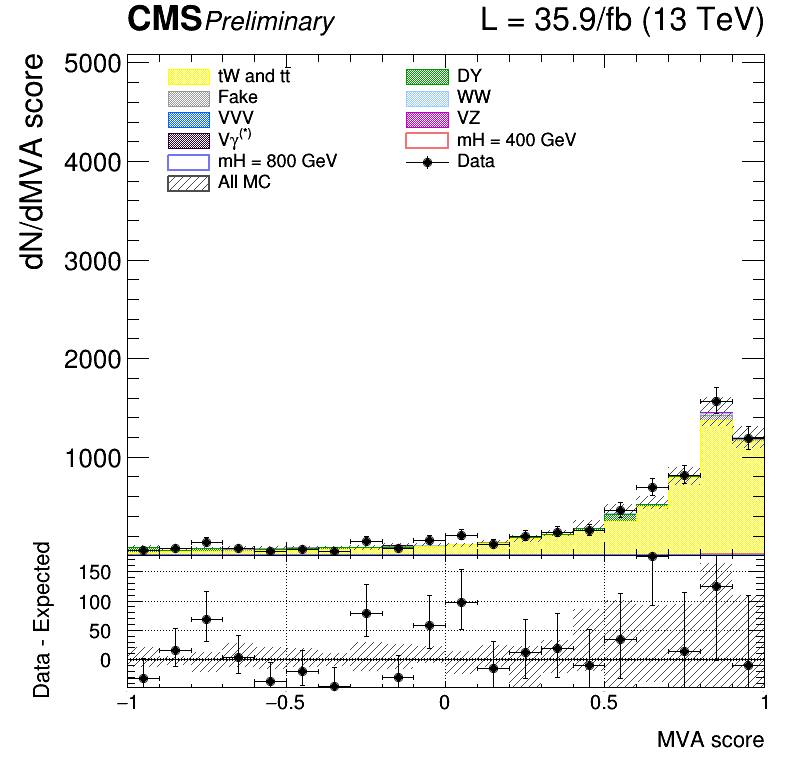 CMS Preliminary L = 35.9/fb (13 TeV)
dN/dMVA score
5000
4000
3000
2000
1000
tW and tt
Fake
VVV
Vγ(*)
mH = 800 GeV
All MC
DY
WW
VZ
mH = 400 GeV
Data
Data - Expected
150
100
50
0
−1 −0.5 0 0.5 1
MVA score